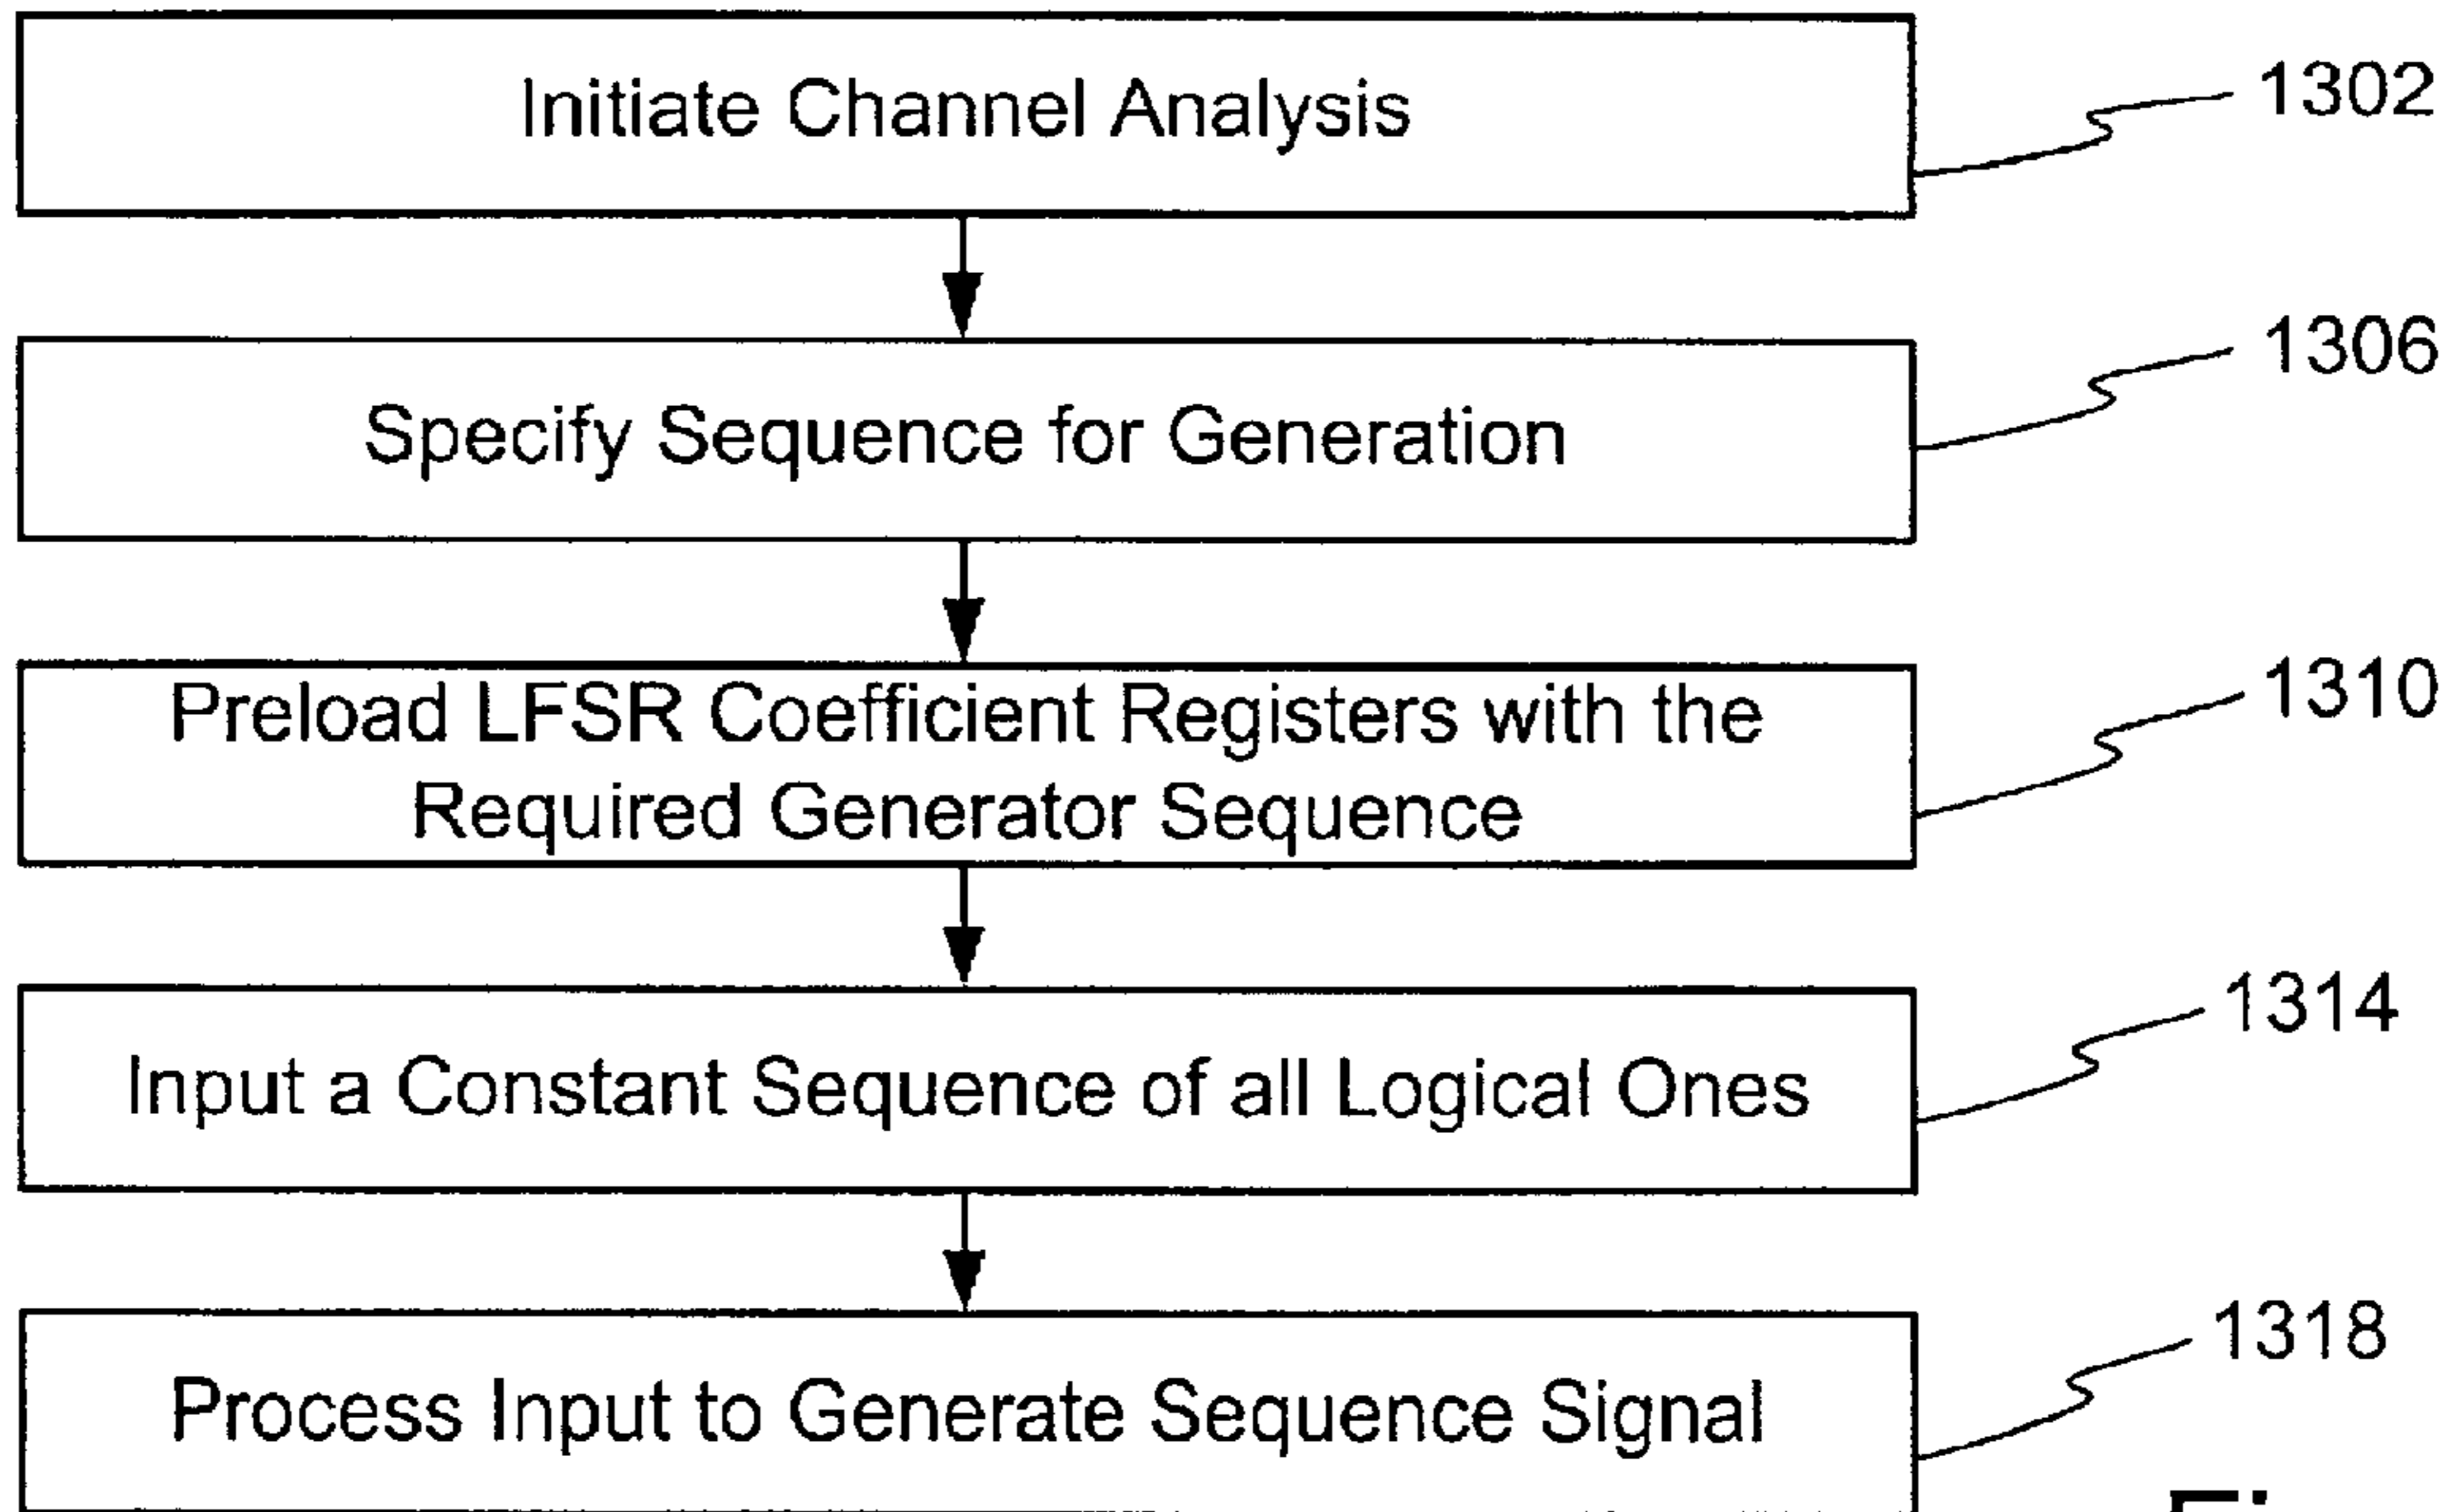 Initiate Channel Analysis
1302
Specify Sequence for Generation
1306
Preload LFSR Coefficient Registers with the
Required Generator Sequence
1310
Input a Constant Sequence of all Logical Ones
1314
Process Input to Generate Sequence Signal
1318